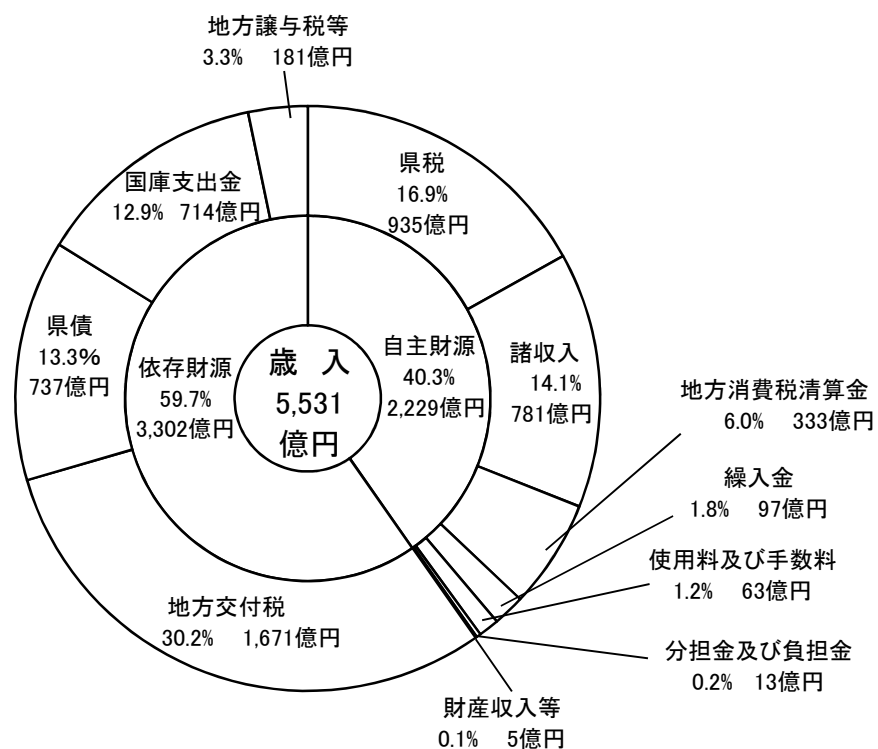 地方譲与税等
3.3% 181億円
県税
16.9%
935億円
国庫支出金
12.9% 714億円
県債
13.3%
737億円
依存財源
59.7%
3,302億円
歳 入
5,531
億円
自主財源
40.3%
2,229億円
諸収入
14.1%
781億円
地方消費税清算金
6.0% 333億円
繰入金
1.8% 97億円
使用料及び手数料
1.2% 63億円
分担金及び負担金
0.2% 13億円
財産収入等
0.1% 5億円
地方交付税
30.2% 1,671億円